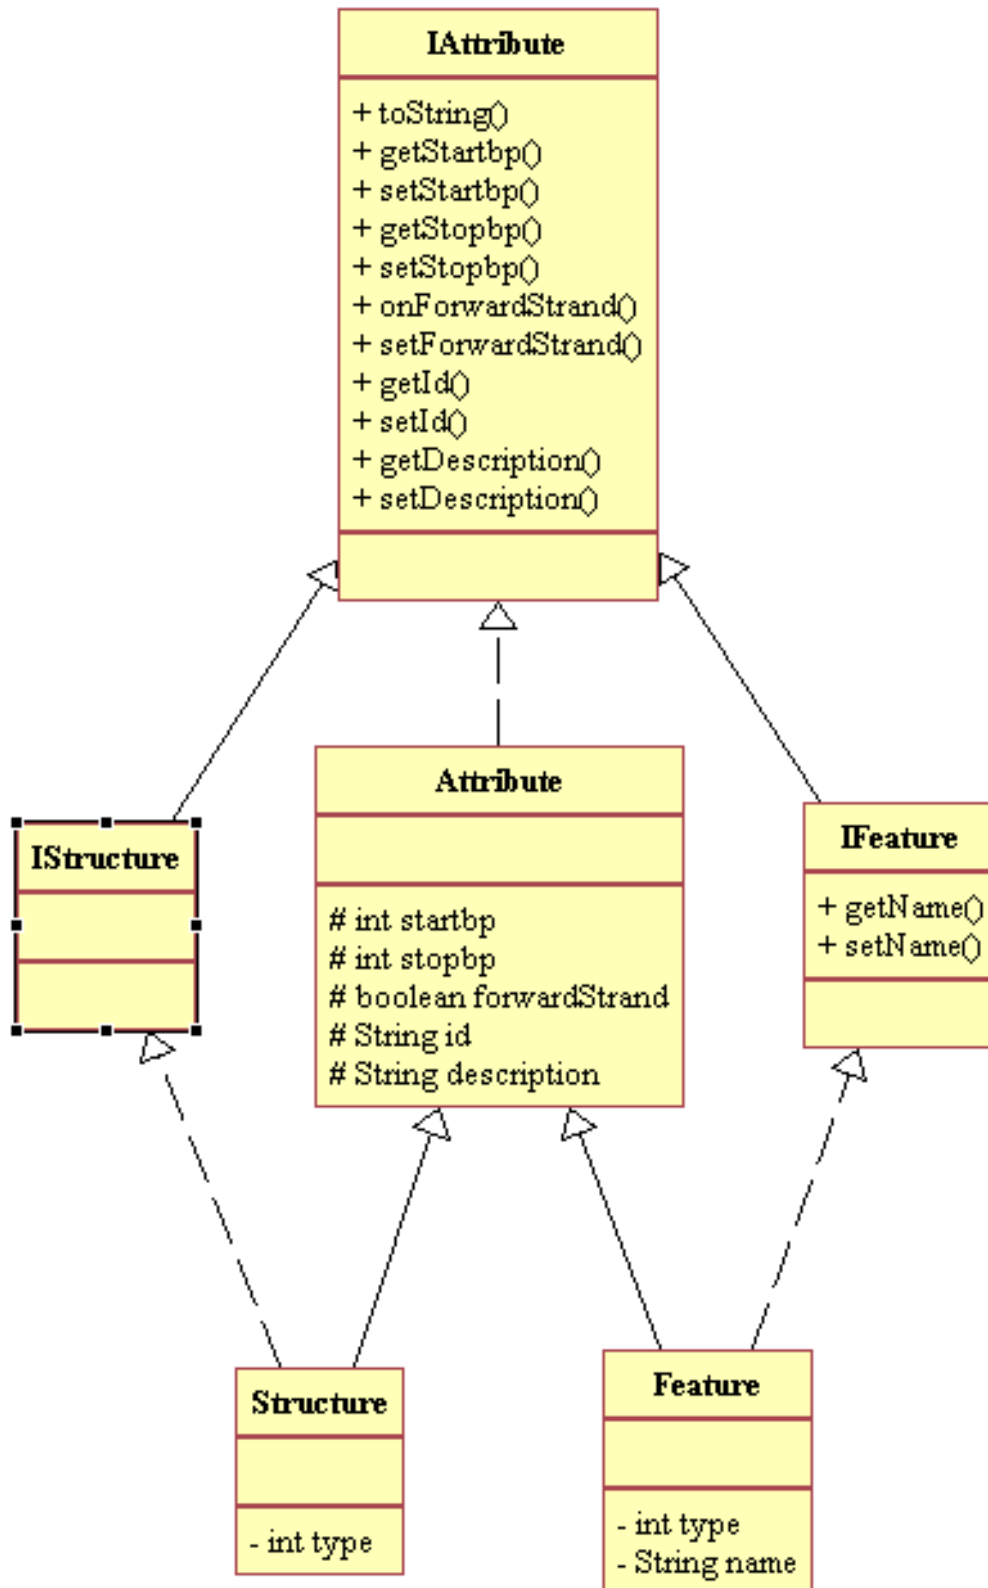 IAttribute
+ toString()
+ getStartbp()
+ setStartbp()
+ getStopbp()
+ setStopbp()
+ onForwardStrand()
+ setForwardStrand()
+ getId()
+ setId()
+ getDescription()
+ setDescription()
IStructure
Attribute
# int startbp
# int stopbp
# boolean forwardStrand
# String id
# String description
IFeature
+ getName()
+ setName()
Structure
- int type
Feature
- int type
- String name